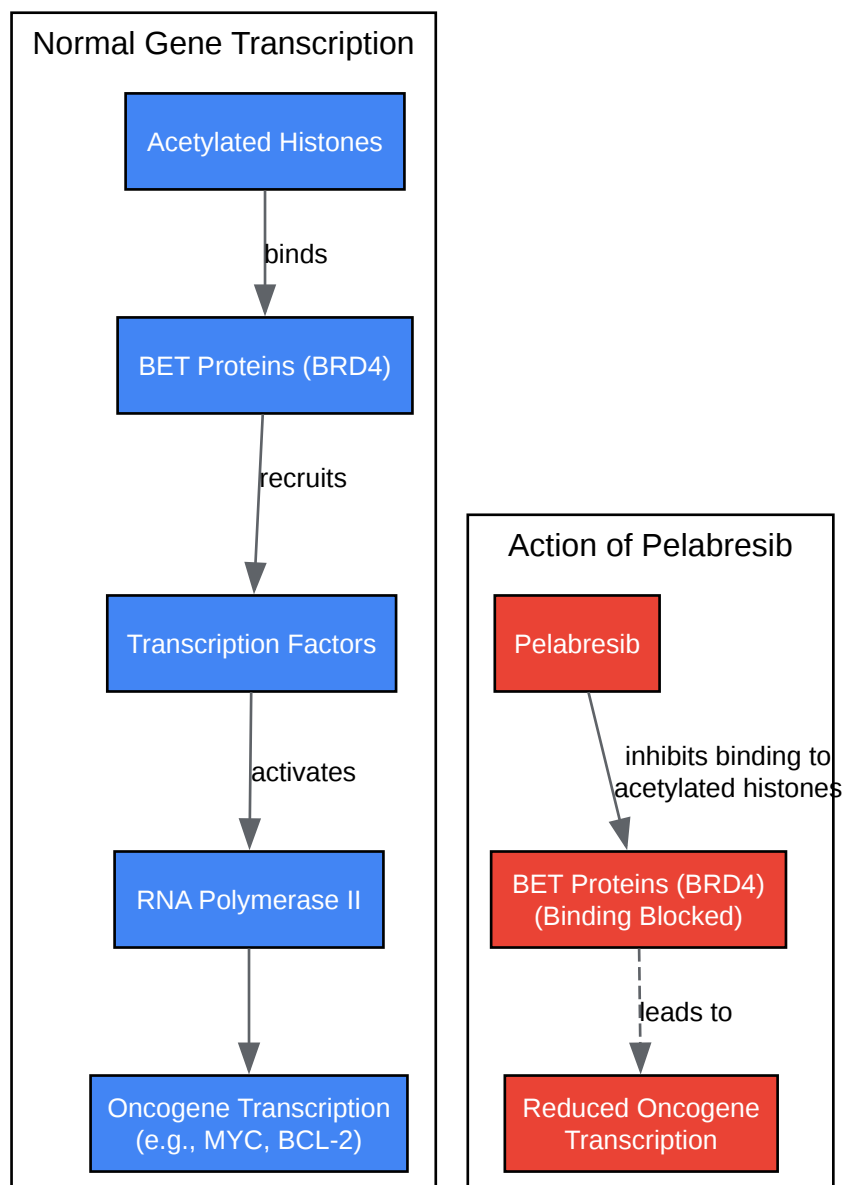 Normal Gene Transcription
Acetylated Histones
binds
BET Proteins (BRD4)
recruits
Transcription Factors
activates
RNA Polymerase II
Oncogene Transcription
(e.g., MYC, BCL-2)
Action of Pelabresib
Pelabresib
inhibits binding to
acetylated histones
BET Proteins (BRD4)
(Binding Blocked)
leads to
Reduced Oncogene
Transcription